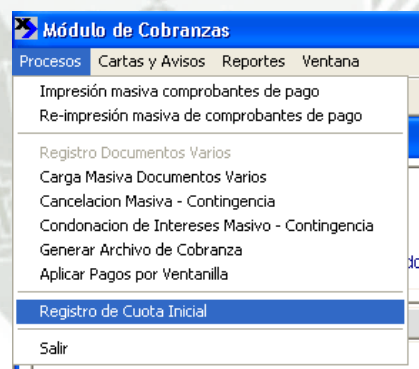 Módulo de Cobranzas
Procesos Cartas y Avisos Reportes Ventana
Impresión masiva comprobantes de pago
Re-impresión masiva de comprobantes de pago
Registro Documentos Varios
Carga Masiva Documentos Varios
Cancelacion Masiva - Contingencia
Condonacion de Intereses Masivo - Contingencia
Generar Archivo de Cobranza
Aplicar Pagos por Ventanilla
Registro de Cuota Inicial
Salir